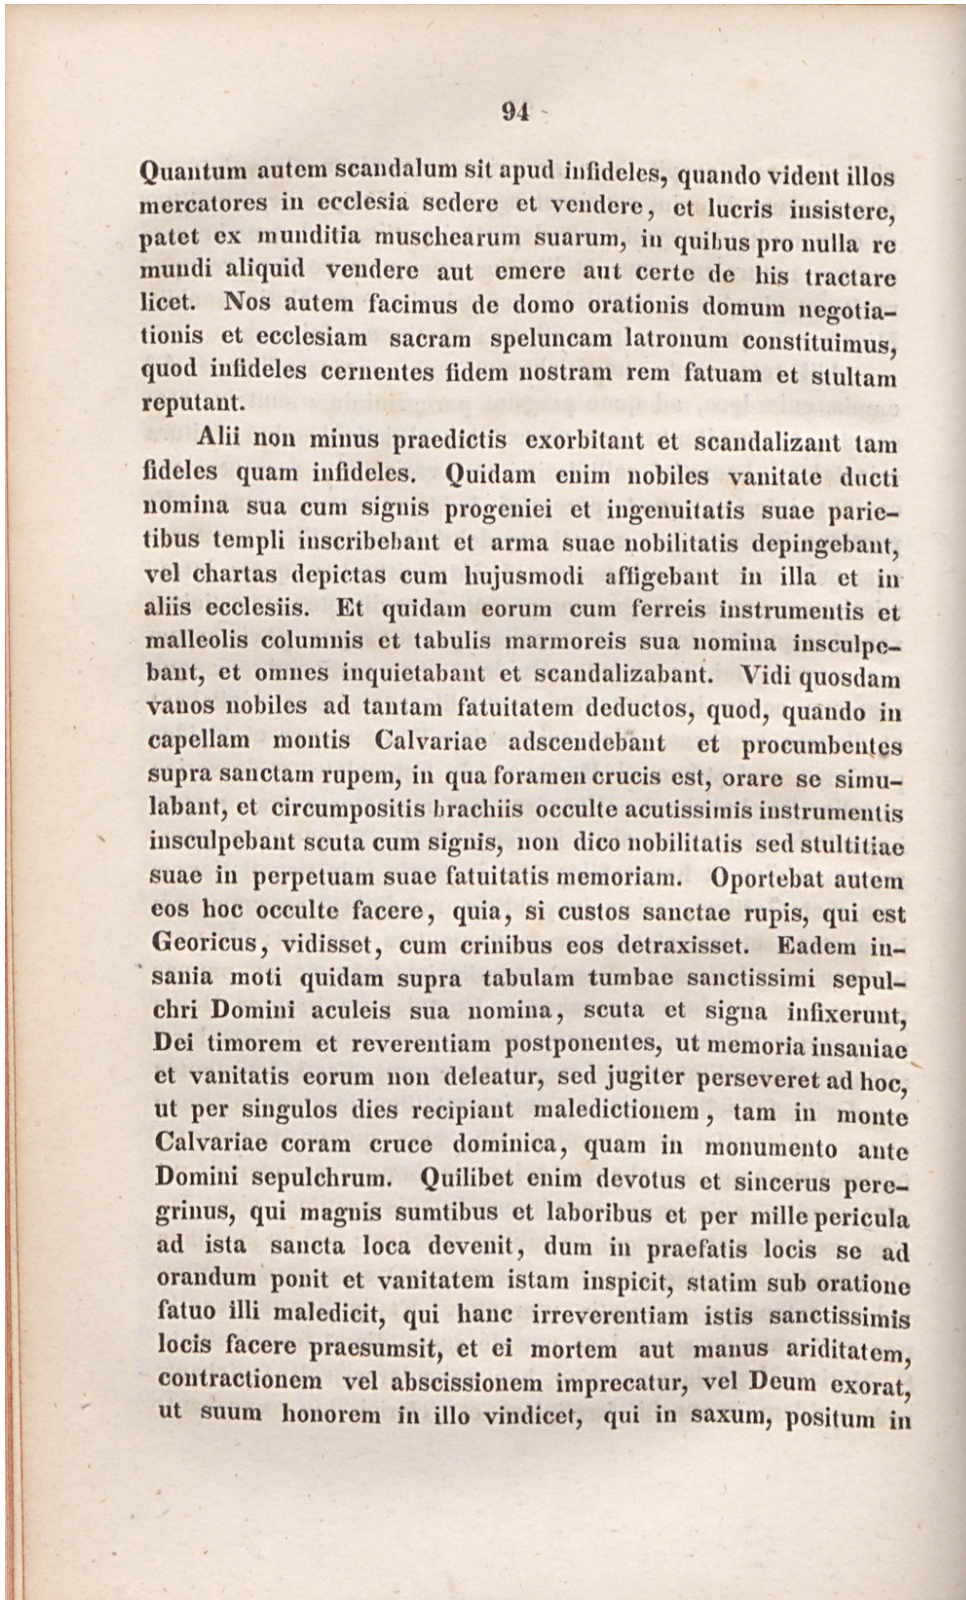 94
Quantum autem scandalum sit apud infideles, quando vident illos
mercatores in ecclesia sedere et vendere, et lucris insistere,
patet ex munditia muschearum suarum, in quibus pro nulla re
mundi aliquid vendere aut emere aut certe de his tractare
licet. Nos autem facimus de domo orationis domum negotia-
tionis et ecclesiam sacram speluncam latronum constituimus,
quod infideles cernentes fidem nostram rem fatuam et stultam
reputant.
Alii non minus praedictis exorbitant et scandalizant tam
fideles quam infideles. Quidam enim nobiles vanitate ducti
nomina sua cum signis progeniei et ingenuitatis suae parie-
tibus templi inscribebant et arma suae nobilitatis depingebant,
vel chartas depictas cum hujusmodi affigebant in illa et in
aliis ecclesiis. Et quidam eorum cum ferreis instrumentis et
malleolis columnis et tabulis marmoreis sua nomina insculpe-
bant, et omnes inquietabant et scandalizabant. Vidi quosdam
vanos nobiles ad tantam fatuitatem deductos, quod, quando in
capellam montis Calvariae adscendebant et procumbentes
supra sanctam rupem, in qua foramen crucis est, orare se simu-
labant, et circumpositis brachiis occulte acutissimis instrumentis
insculpebant scuta cum signis, non dico nobilitatis sed stultitiae
suae in perpetuam suae fatuitatis memoriam. Oportebat autem
eos hoc occulte facere, quia, si custos sanctae rupis, qui est
Georicus, vidisset, cum crinibus eos detraxisset. Eadem in-
sania moti quidam supra tabulam tumbae sanctissimi sepul-
chri Domini aculeis sua nomina, scuta et signa infixerunt,
Dei timorem et reverentiam postponentes, ut memoria insaniae
et vanitatis eorum non deleatur, sed jugiter perseveret ad hoc,
ut per singulos dies recipiant maledictionem, tam in monte
Calvariae coram cruce dominica, quam in monumento ante
Domini sepulchrum. Quilibet enim devotus et sincerus pere-
grinus, qui magnis sumtibus et laboribus et per mille pericula
ad ista sancta loca devenit, dum in praefatis locis se ad
orandum ponit et vanitatem istam inspicit, statim sub oratione
fatuo illi maledicit, qui hanc irreverentiam istis sanctissimis
locis facere praesumsit, et ei mortem aut manus ariditatem,
contractionem vel abscissionem imprecatur, vel Deum exorat,
ut suum honorem in illo vindicet, qui in saxum, positum in